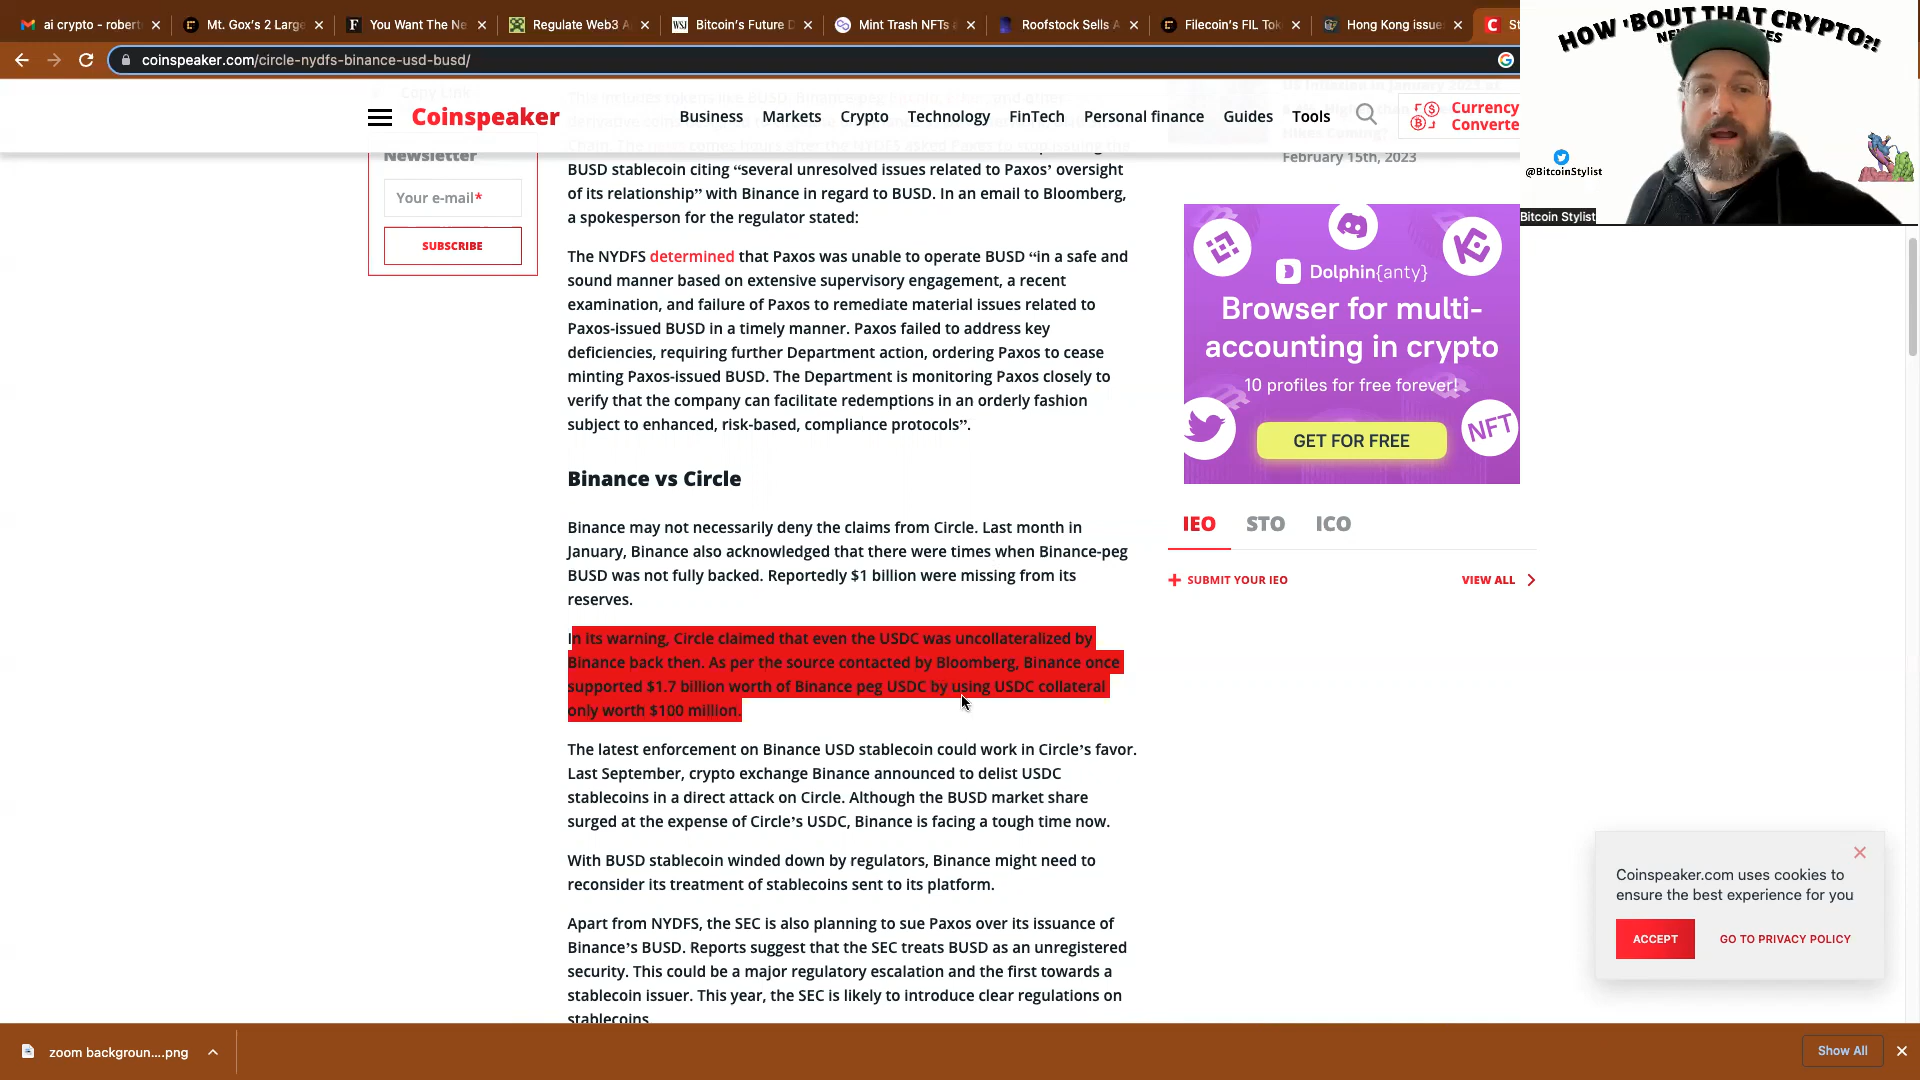 ai crypto - rober
Mt. Gox's 2 Large
You Want The Ne
Regulate Web3 A
Bitcoin's Future D
Mint Trash NFTs a
Roofstock Sells A
Filecoin's FIL Tok
Hong Kong issue
St
coinspeaker.com/circle-nydfs-binance-usd-busd/
HOW 'BOUT THAT CRYPTO?!
@BitcoinStylist
Bitcoin Stylist
Copy Link
Coinspeaker
Business
Markets
Crypto
Technology
FinTech
Personal finance
Guides
Tools
Currency
Converte
Newsletter
Your e-mail*
SUBSCRIBE
BUSD stablecoin citing “several unresolved issues related to Paxos’ oversight
of its relationship” with Binance in regard to BUSD. In an email to Bloomberg,
a spokesperson for the regulator stated:
The NYDFS determined that Paxos was unable to operate BUSD “in a safe and
sound manner based on extensive supervisory engagement, a recent
examination, and failure of Paxos to remediate material issues related to
Paxos-issued BUSD in a timely manner. Paxos failed to address key
deficiencies, requiring further Department action, ordering Paxos to cease
minting Paxos-issued BUSD. The Department is monitoring Paxos closely to
verify that the company can facilitate redemptions in an orderly fashion
subject to enhanced, risk-based, compliance protocols”.
Binance vs Circle
Binance may not necessarily deny the claims from Circle. Last month in
January, Binance also acknowledged that there were times when Binance-peg
BUSD was not fully backed. Reportedly $1 billion were missing from its
reserves.
In its warning, Circle claimed that even the USDC was uncollateralized by
Binance back then. As per the source contacted by Bloomberg, Binance once
supported $1.7 billion worth of Binance peg USDC by using USDC collateral
only worth $100 million.
The latest enforcement on Binance USD stablecoin could work in Circle’s favor.
Last September, crypto exchange Binance announced to delist USDC
stablecoins in a direct attack on Circle. Although the BUSD market share
surged at the expense of Circle’s USDC, Binance is facing a tough time now.
With BUSD stablecoin winded down by regulators, Binance might need to
reconsider its treatment of stablecoins sent to its platform.
Apart from NYDFS, the SEC is also planning to sue Paxos over its issuance of
Binance’s BUSD. Reports suggest that the SEC treats BUSD as an unregistered
security. This could be a major regulatory escalation and the first towards a
stablecoin issuer. This year, the SEC is likely to introduce clear regulations on
stablecoins.
February 15th, 2023
Dolphin{anty}
Browser for multi-
accounting in crypto
10 profiles for free forever!
GET FOR FREE
NFT
IEO
STO
ICO
SUBMIT YOUR IEO
VIEW ALL
Coinspeaker.com uses cookies to
ensure the best experience for you
ACCEPT
GO TO PRIVACY POLICY
zoom backgroun....png
Show All